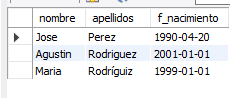 nombre apellidos f_nacimiento
Jose Perez 1990-04-20
Agustin Rodriguez 2001-01-01
Maria Rodríguiz 1999-01-01